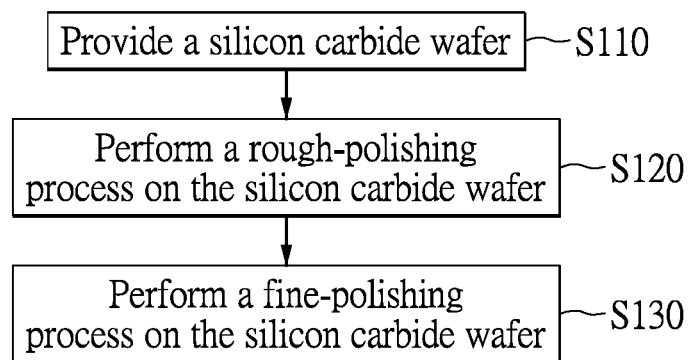 Provide a silicon carbide wafer
S110
Perform a rough-polishing
process on the silicon carbide wafer
S120
Perform a fine-polishing
process on the silicon carbide wafer
S130